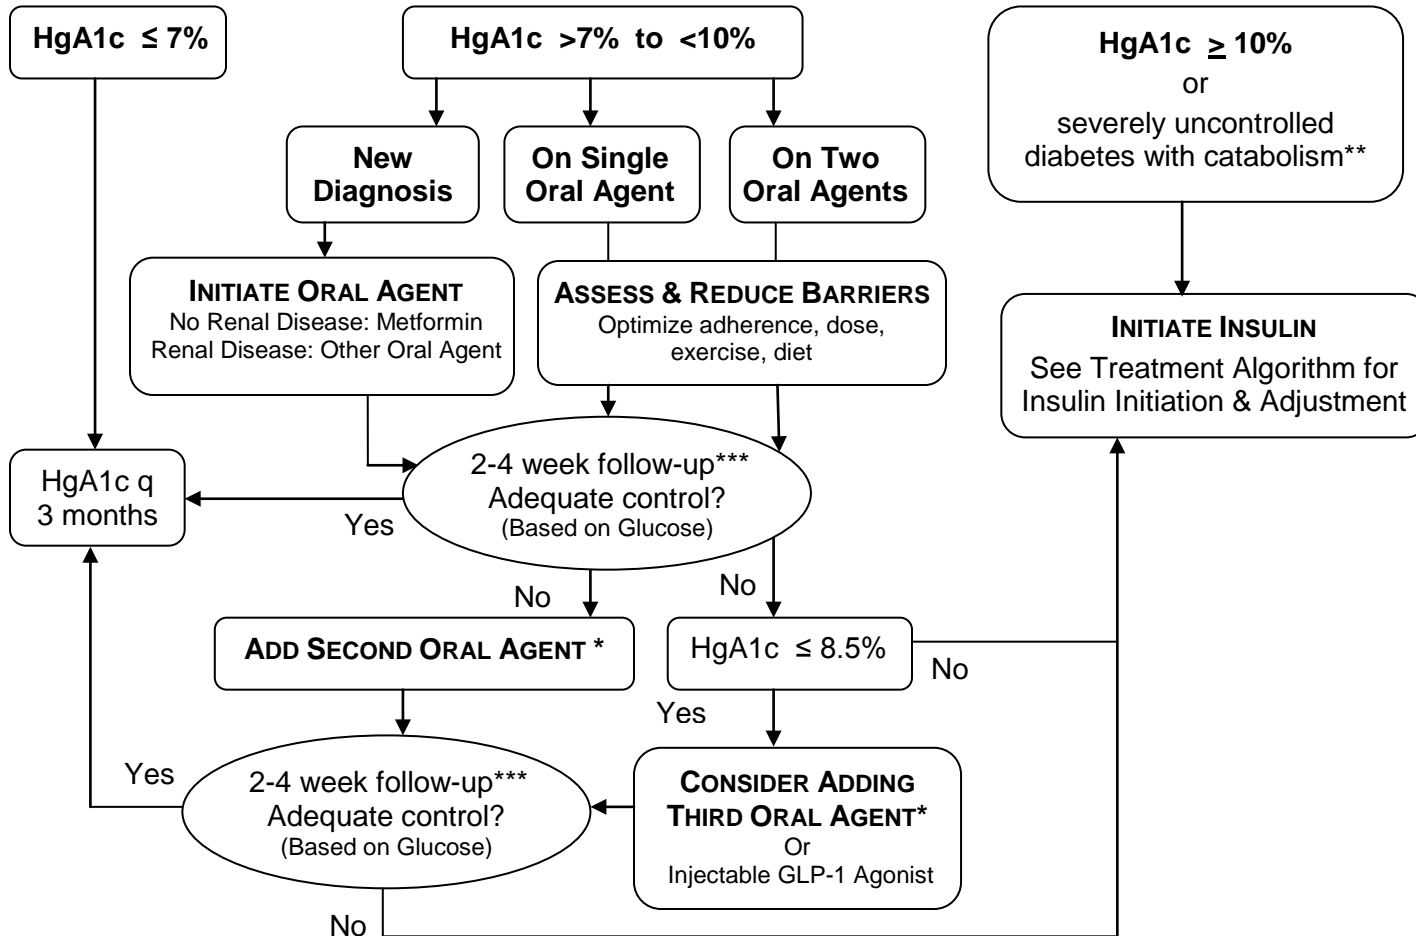 HgA1c ≤ 7%
HgA1c >7% to <10%
HgA1c ≥ 10%
or
severely uncontrolled
diabetes with catabolism**
New
Diagnosis
On Single
Oral Agent
On Two
Oral Agents
INITIATE ORAL AGENT
No Renal Disease: Metformin
Renal Disease: Other Oral Agent
ASSESS & REDUCE BARRIERS
Optimize adherence, dose,
exercise, diet
INITIATE INSULIN
See Treatment Algorithm for
Insulin Initiation & Adjustment
HgA1c q
3 months
2-4 week follow-up***
Adequate control?
(Based on Glucose)
Yes
No
No
ADD SECOND ORAL AGENT *
HgA1c ≤ 8.5%
No
Yes
Yes
2-4 week follow-up***
Adequate control?
(Based on Glucose)
CONSIDER ADDING
THIRD ORAL AGENT*
Or
Injectable GLP-1 Agonist
No